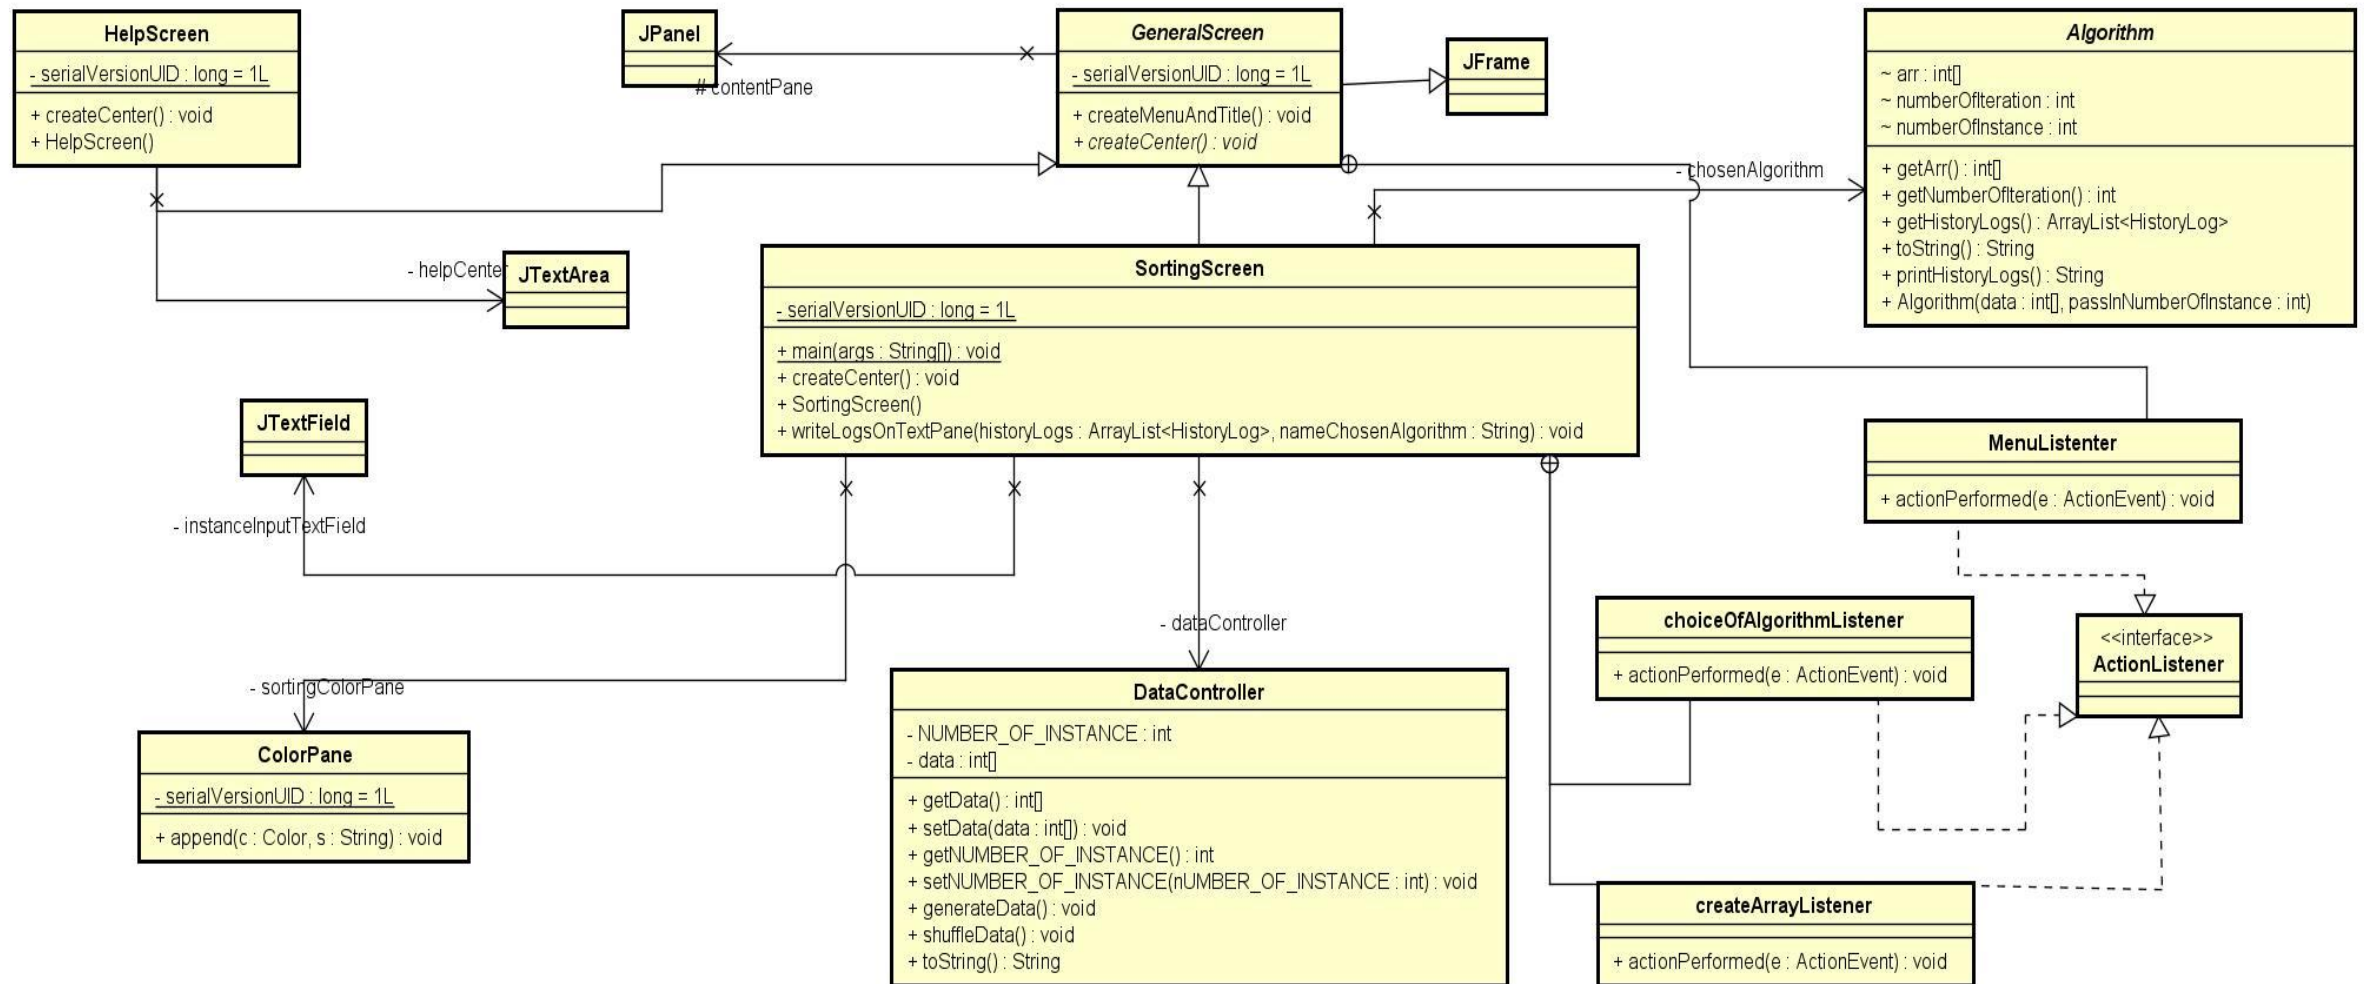 HelpScreen
- serialVersionUID : long = 1L
+ createCenter() : void
+ HelpScreen()
JPanel
# contentPane
GeneralScreen
- serialVersionUID : long = 1L
+ createMenuAndTitle() : void
+ createCenter() : void
JFrame
Algorithm
~ arr : int[]
~ numberOfIteration : int
~ numberOfInstance : int
+ getArr() : int[]
+ getNumberOfIteration() : int
+ getHistoryLogs() : ArrayList<HistoryLog>
+ toString() : String
+ printHistoryLogs() : String
+ Algorithm(data : int[], passInNumberOfInstance : int)
- chosenAlgorithm
- helpCenter
JTextArea
SortingScreen
- serialVersionUID : long = 1L
+ main(args : String[]) : void
+ createCenter() : void
+ SortingScreen()
+ writeLogsOnTextPane(historyLogs : ArrayList<HistoryLog>, nameChosenAlgorithm : String) : void
JTextField
- instanceInputTextField
MenuListenter
+ actionPerformed(e : ActionEvent) : void
- dataController
choiceOfAlgorithmListener
+ actionPerformed(e : ActionEvent) : void
<<interface>>
ActionListener
- sortingColorPane
ColorPane
- serialVersionUID : long = 1L
+ append(c : Color, s : String) : void
DataController
- NUMBER_OF_INSTANCE : int
- data : int[]
+ getData() : int[]
+ setData(data : int[]) : void
+ getNUMBER_OF_INSTANCE() : int
+ setNUMBER_OF_INSTANCE(nUMBER_OF_INSTANCE : int) : void
+ generateData() : void
+ shuffleData() : void
+ toString() : String
createArrayListener
+ actionPerformed(e : ActionEvent) : void